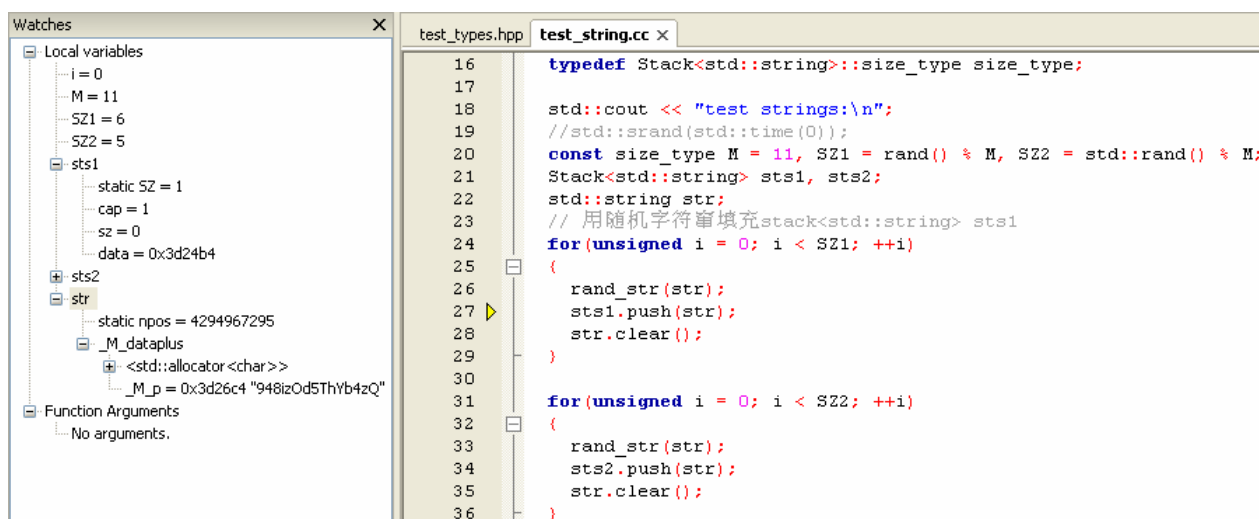 Watches
Local variables
i = 0
M = 11
SZ1 = 6
SZ2 = 5
sts1
static SZ = 1
cap = 1
sz = 0
data = 0x3d24b4
sts2
str
static npos = 4294967295
_M_dataplus
<std::allocator<char>>
_M_p = 0x3d26c4 "948izOd5ThYb4zQ"
Function Arguments
No arguments.
test_types.hpp test_string.cc
16 typedef Stack<std::string>::size_type size_type;
17
18 std::cout << "test strings:\n";
19 //std::srand(std::time(0));
20 const size_type M = 11, SZ1 = rand() % M, SZ2 = std::rand() % M;
21 Stack<std::string> sts1, sts2;
22 std::string str;
23 // 用随机字符窜填充stack<std::string> sts1
24 for(unsigned i = 0; i < SZ1; ++i)
25 {
26 rand_str(str);
27 sts1.push(str);
28 str.clear();
29 }
30
31 for(unsigned i = 0; i < SZ2; ++i)
32 {
33 rand_str(str);
34 sts2.push(str);
35 str.clear();
36 }